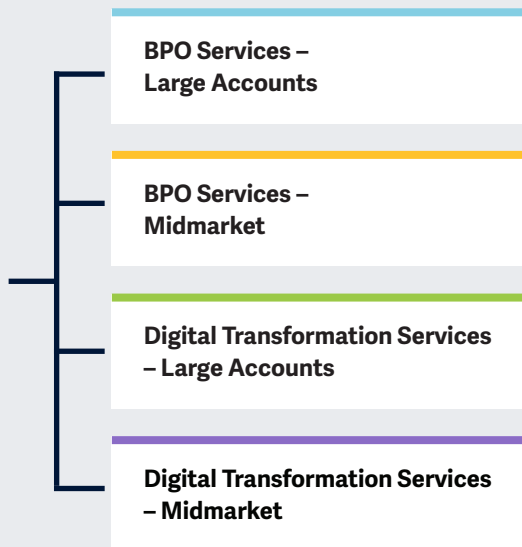 BPO Services –
Large Accounts
BPO Services –
Midmarket
Digital Transformation Services
– Large Accounts
Digital Transformation Services
– Midmarket